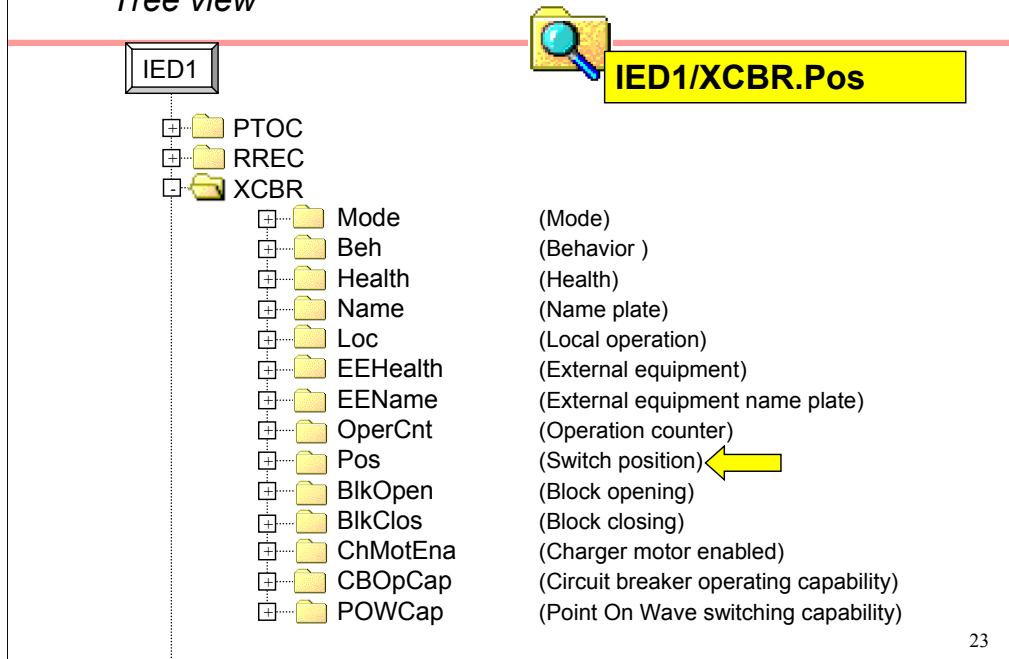 Tree view
IED1
IED1/XCBR.Pos
PTOC
RREC
XCBR
Mode (Mode)
Beh (Behavior )
Health (Health)
Name (Name plate)
Loc (Local operation)
EEHealth (External equipment)
EEName (External equipment name plate)
OperCnt (Operation counter)
Pos (Switch position)
BlkOpen (Block opening)
BlkClos (Block closing)
ChMotEna (Charger motor enabled)
CBOpCap (Circuit breaker operating capability)
POWCap (Point On Wave switching capability)
23